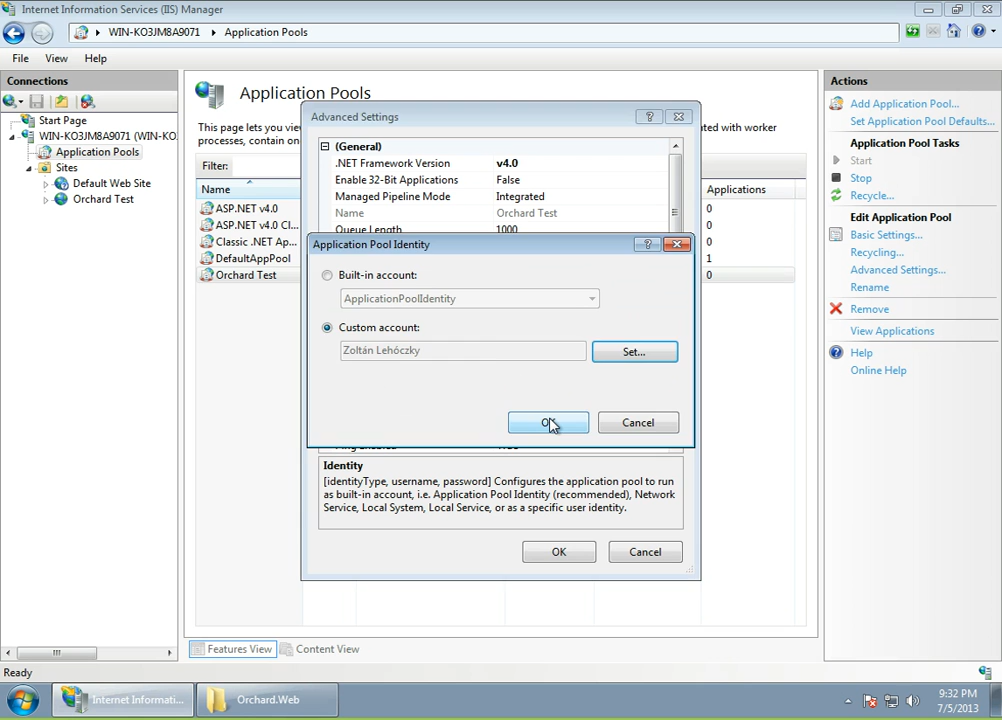 Internet Information Services (IIS) Manager
WIN-KO3JM8A9071 Application Pools
File View Help
Connections
Start Page
WIN-KO3JM8A9071 (WIN-KO
Application Pools
Sites
Default Web Site
Orchard Test
Application Pools
This page lets you vie
ted with worker
processes, contain on
Filter:
Name
Applications
ASP.NET v4.0
0
ASP.NET v4.0 Cl...
0
Classic .NET Ap...
0
DefaultAppPool
1
Orchard Test
0
Advanced Settings
(General)
.NET Framework Version v4.0
Enable 32-Bit Applications False
Managed Pipeline Mode Integrated
Name Orchard Test
Queue Length 1000
Application Pool Identity
Built-in account:
ApplicationPoolIdentity
Custom account:
Zoltán Lehóczky
Set...
OK Cancel
Identity
[identityType, username, password] Configures the application pool to run
as built-in account, i.e. Application Pool Identity (recommended), Network
Service, Local System, Local Service, or as a specific user identity.
OK Cancel
Features View Content View
Actions
Add Application Pool...
Set Application Pool Defaults...
Application Pool Tasks
Start
Stop
Recycle...
Edit Application Pool
Basic Settings...
Recycling...
Advanced Settings...
Rename
Remove
View Applications
Help
Online Help
Ready
Internet Informati...
Orchard.Web
9:32 PM
7/5/2013